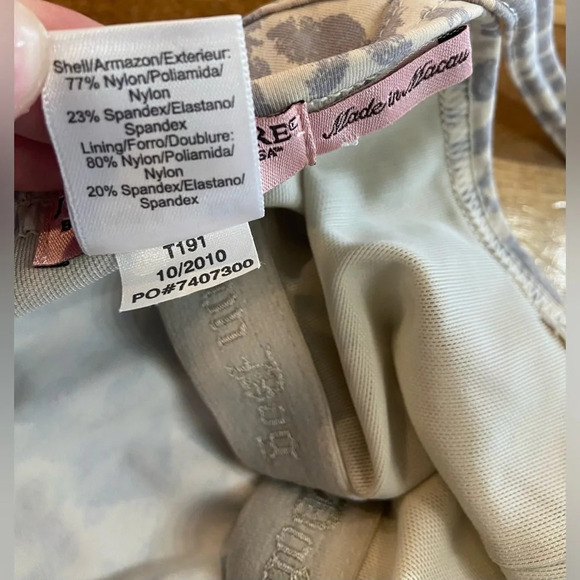 Shell/Armazon/Exterieur:
77% Nylon/Poliamida/
Nylon
23% Spandex/Elastano/
Spandex
Lining/Forro/Doublure:
80% Nylon/Poliamida/
Nylon
20% Spandex/Elastano/
Spandex
T191
10/2010
PO#7407300
Made in Macau